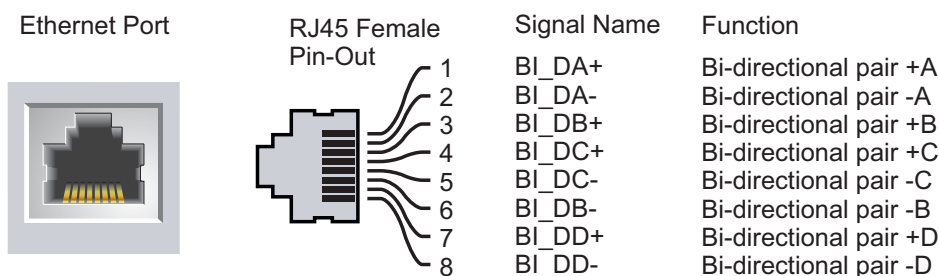 Ethernet Port
RJ45 Female
Pin-Out
Signal Name
Function
1 BI_DA+ Bi-directional pair +A
2 BI_DA- Bi-directional pair -A
3 BI_DB+ Bi-directional pair +B
4 BI_DC+ Bi-directional pair +C
5 BI_DC- Bi-directional pair -C
6 BI_DB- Bi-directional pair -B
7 BI_DD+ Bi-directional pair +D
8 BI_DD- Bi-directional pair -D